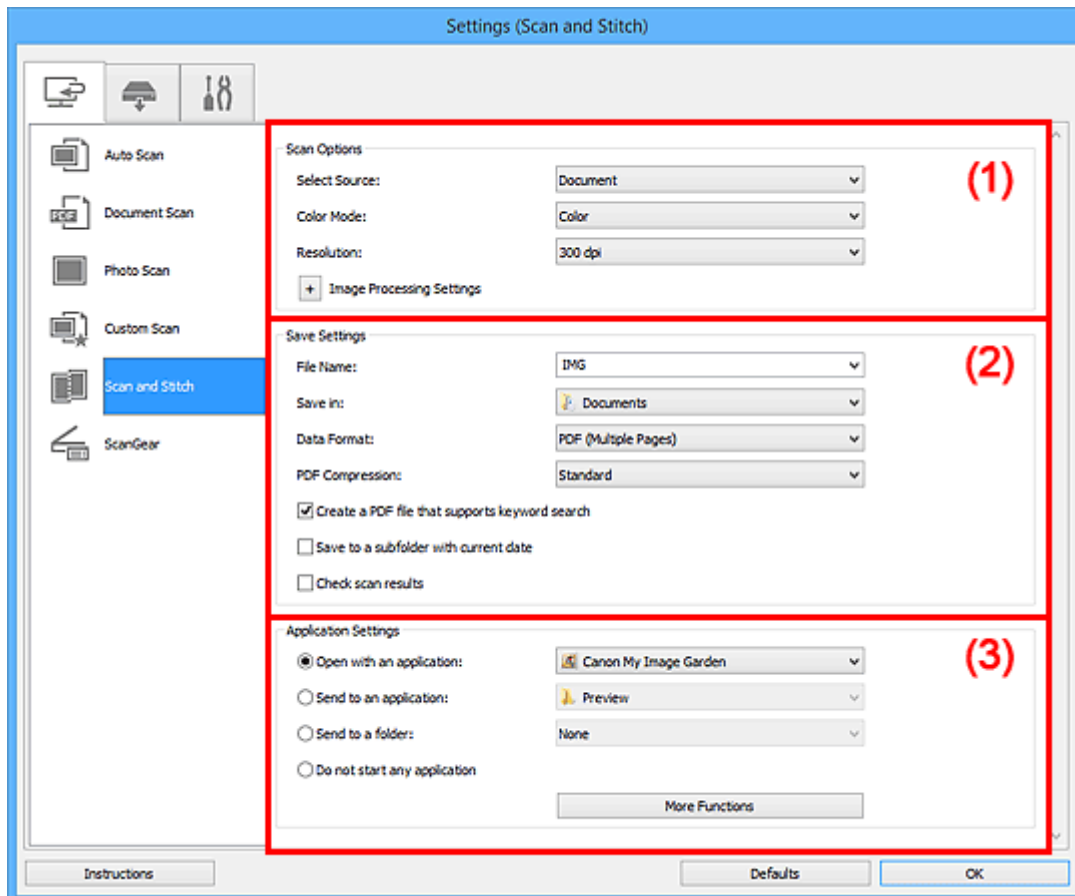 Settings (Scan and Stitch)
Auto Scan
PDF
Document Scan
Photo Scan
Custom Scan
Scan and Stitch
ScanGear
Scan Options
(1)
Select Source: Document
Color Mode: Color
Resolution: 300 dpi
+ Image Processing Settings
Save Settings
(2)
File Name: IMG
Save in: Documents
Data Format: PDF (Multiple Pages)
PDF Compression: Standard
Create a PDF file that supports keyword search
Save to a subfolder with current date
Check scan results
Application Settings
(3)
Open with an application: Canon My Image Garden
Send to an application: Preview
Send to a folder: None
Do not start any application
More Functions
Instructions Defaults OK